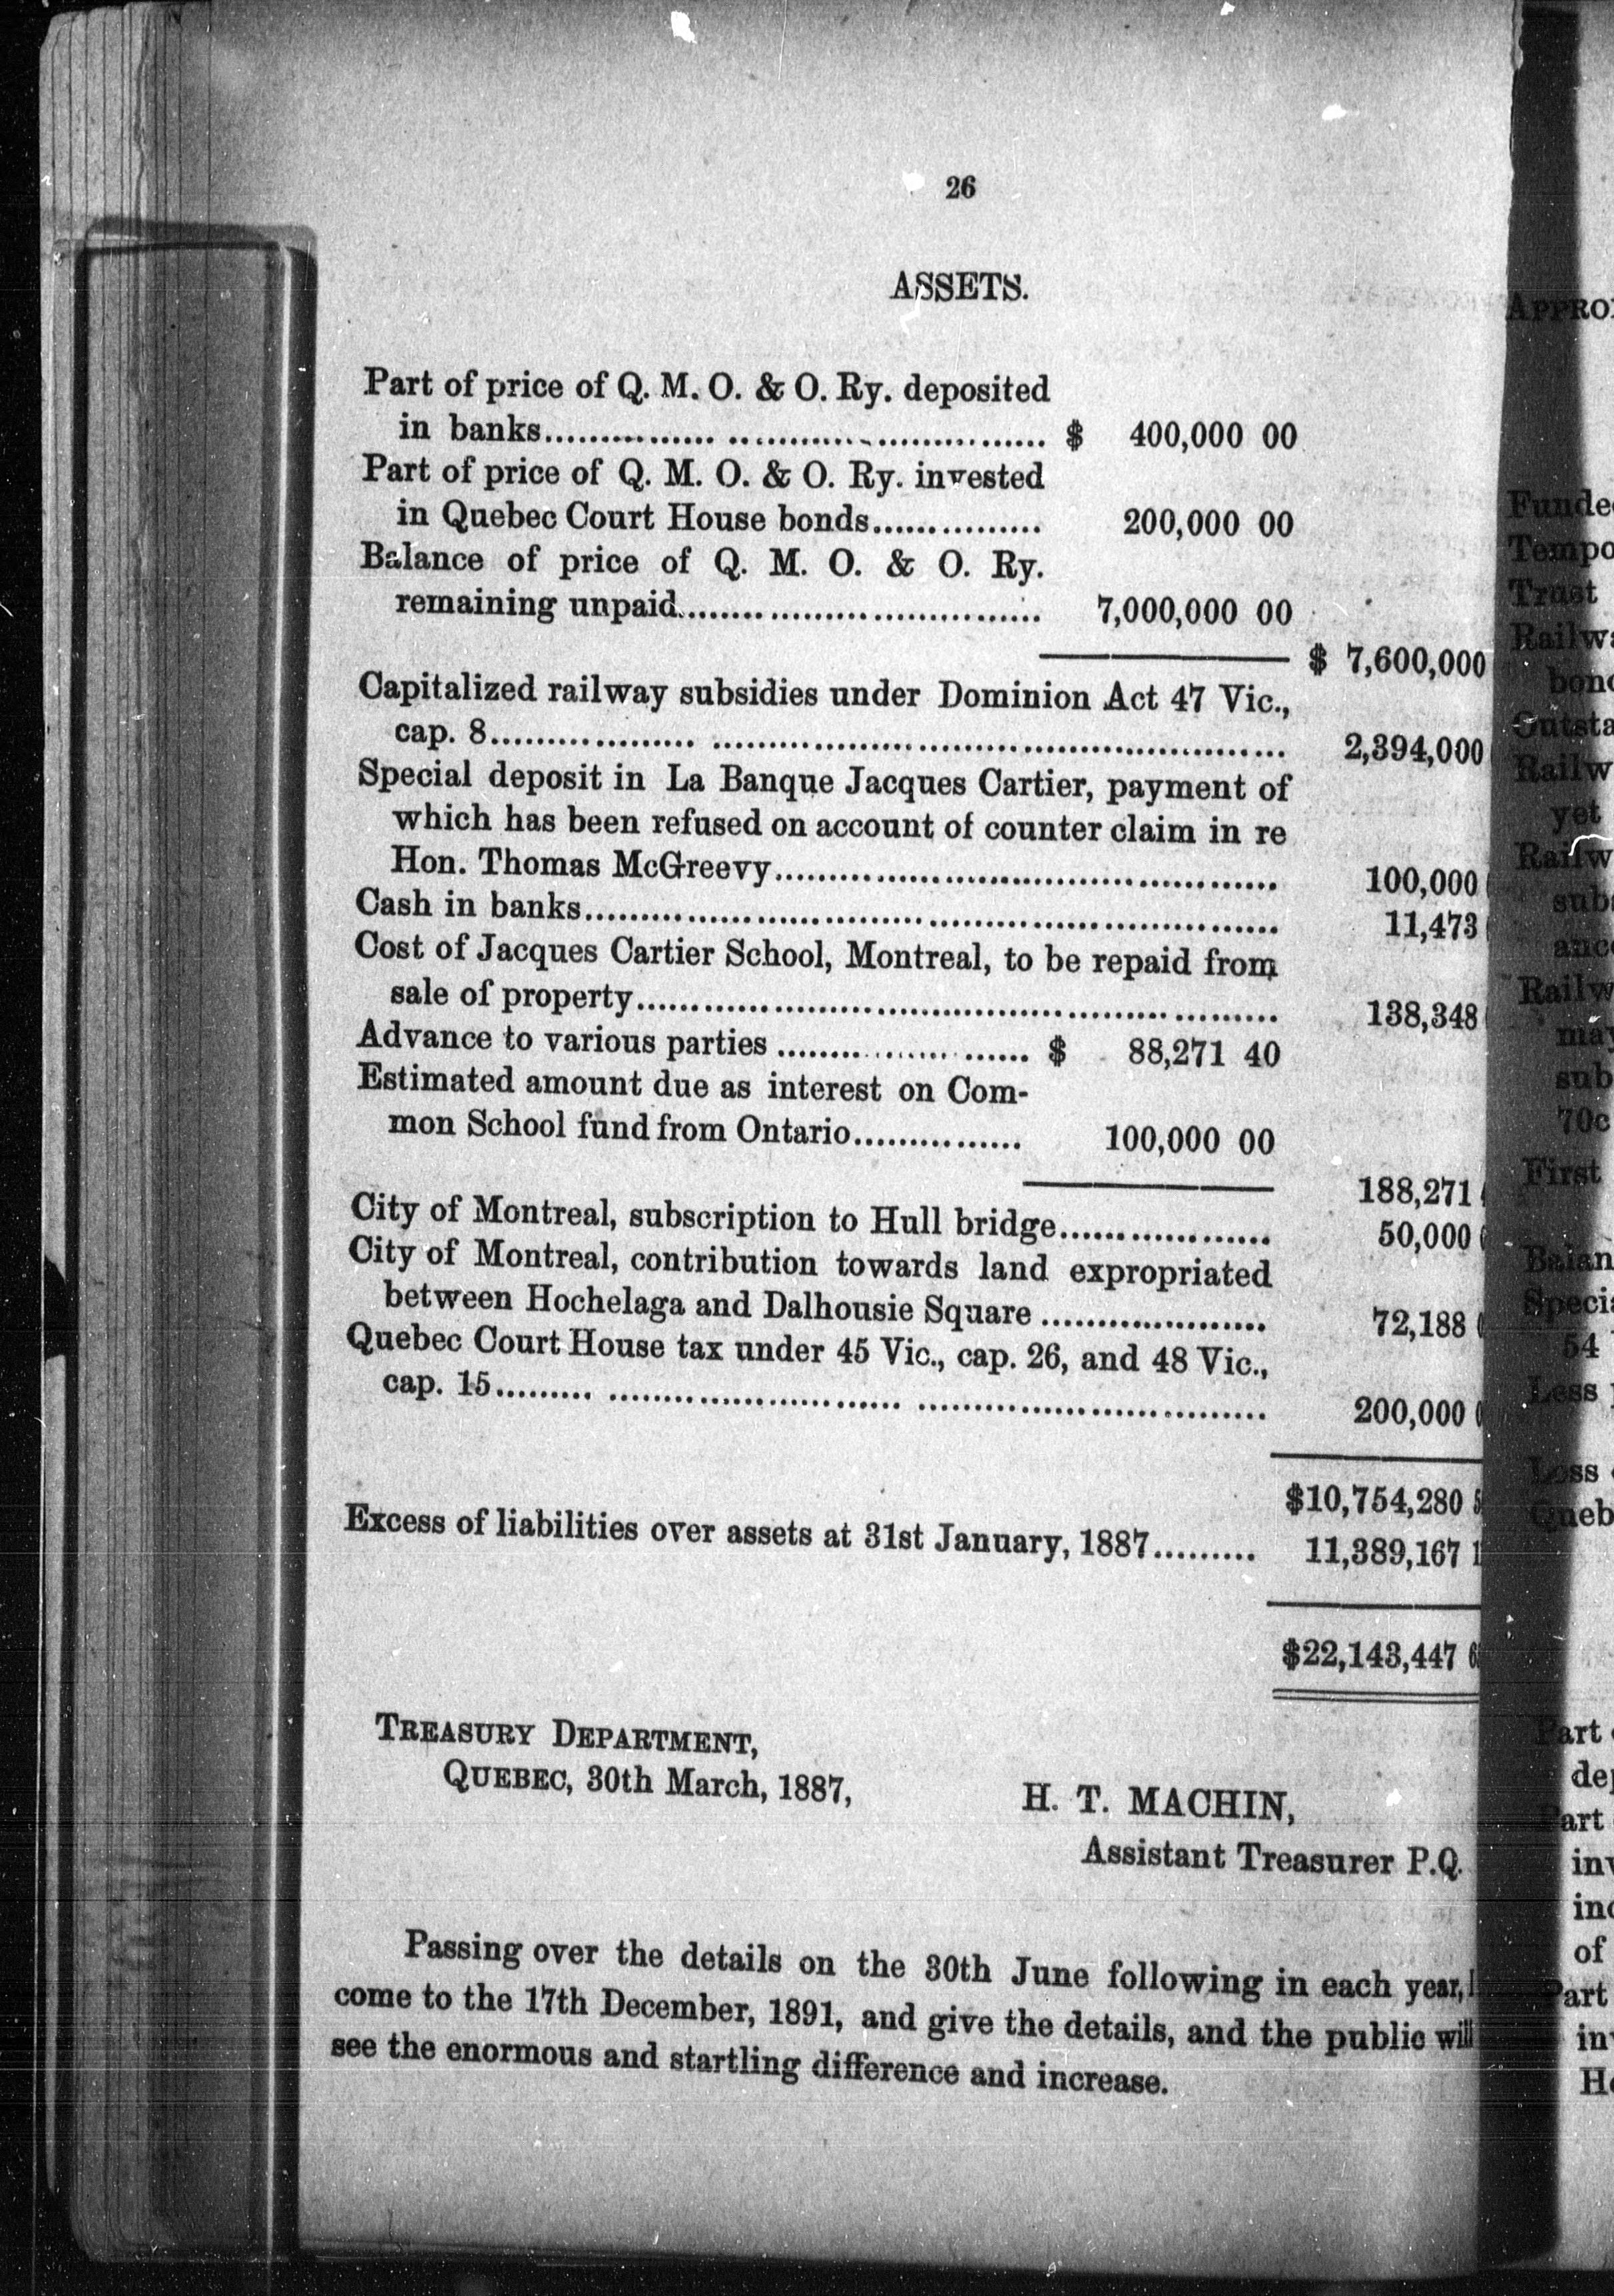 26
ASSETS.
Part of price of Q. M. O. & O. Ry. deposited
in banks.................................................. $ 400,000 00
Part of price of Q. M. O. & O. Ry. invested
in Quebec Court House bonds............... 200,000 00
Balance of price of Q. M. O. & O. Ry.
remaining unpaid................................... 7,000,000 00
$ 7,600,000
Capitalized railway subsidies under Dominion Act 47 Vic.,
cap. 8.................. .................................................... 2,394,000
Special deposit in La Banque Jacques Cartier, payment of
which has been refused on account of counter claim in re
Hon. Thomas McGreevy............................................. 100,000
Cash in banks............................................................ 11,473
Cost of Jacques Cartier School, Montreal, to be repaid from
sale of property......................................................... 138,348
Advance to various parties ........................ $ 88,271 40
Estimated amount due as interest on Com-
mon School fund from Ontario............... 100,000 00
188,271
City of Montreal, subscription to Hull bridge................... 50,000
City of Montreal, contribution towards land expropriated
between Hochelaga and Dalhousie Square .................... 72,188
Quebec Court House tax under 45 Vic., cap. 26, and 48 Vic.,
cap. 15......... ............................ ................................ 200,000
$10,754,280
Excess of liabilities over assets at 31st January, 1887......... 11,389,167
$22,143,447
TREASURY DEPARTMENT,
QUEBEC, 30th March, 1887,
H. T. MACHIN,
Assistant Treasurer P.Q.
Passing over the details on the 30th June following in each year, I
come to the 17th December, 1891, and give the details, and the public will
see the enormous and startling difference and increase.